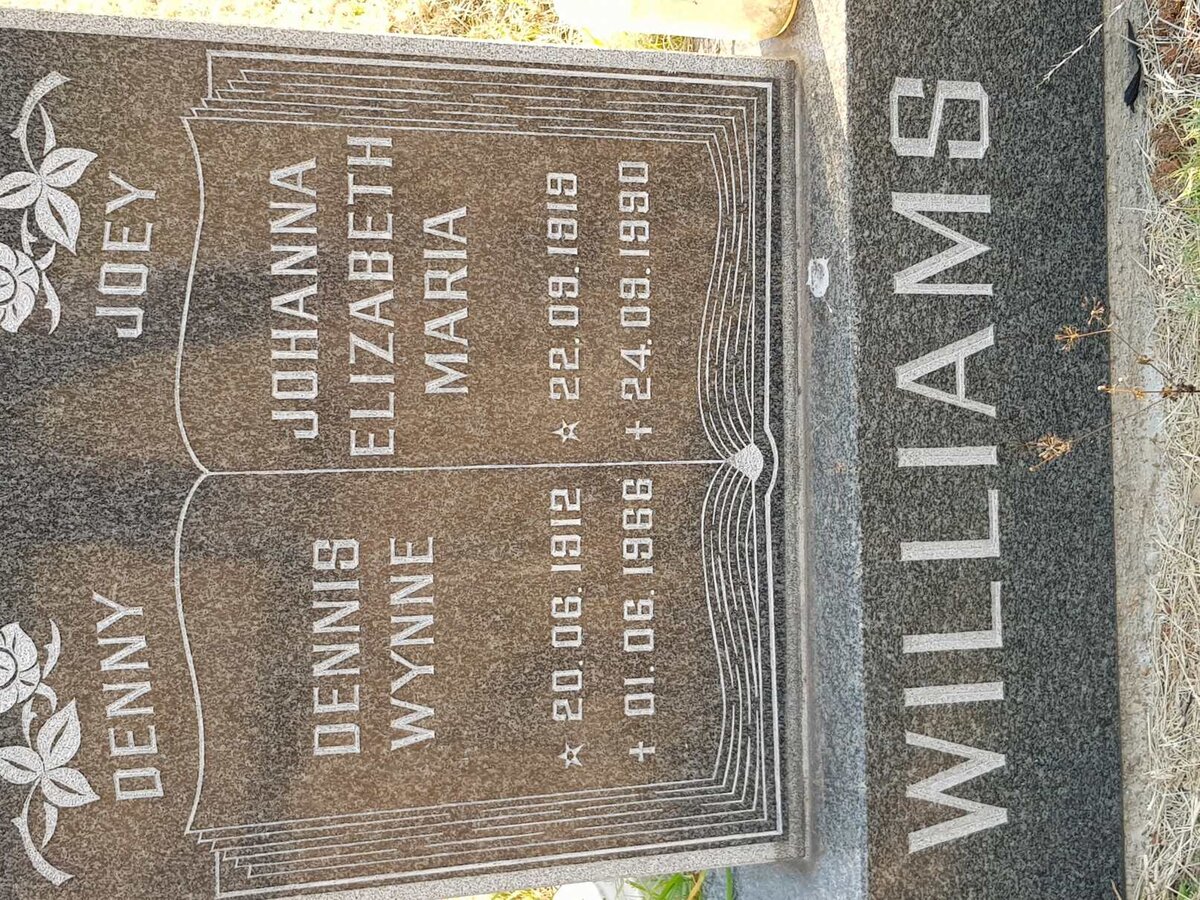 DENNY
DENNIS
WYNNE
20.06.1912
01.06.1966
JOEY
JOHANNA
ELIZABETH
MARIA
22.09.1919
24.09.1990
WILLIAMS